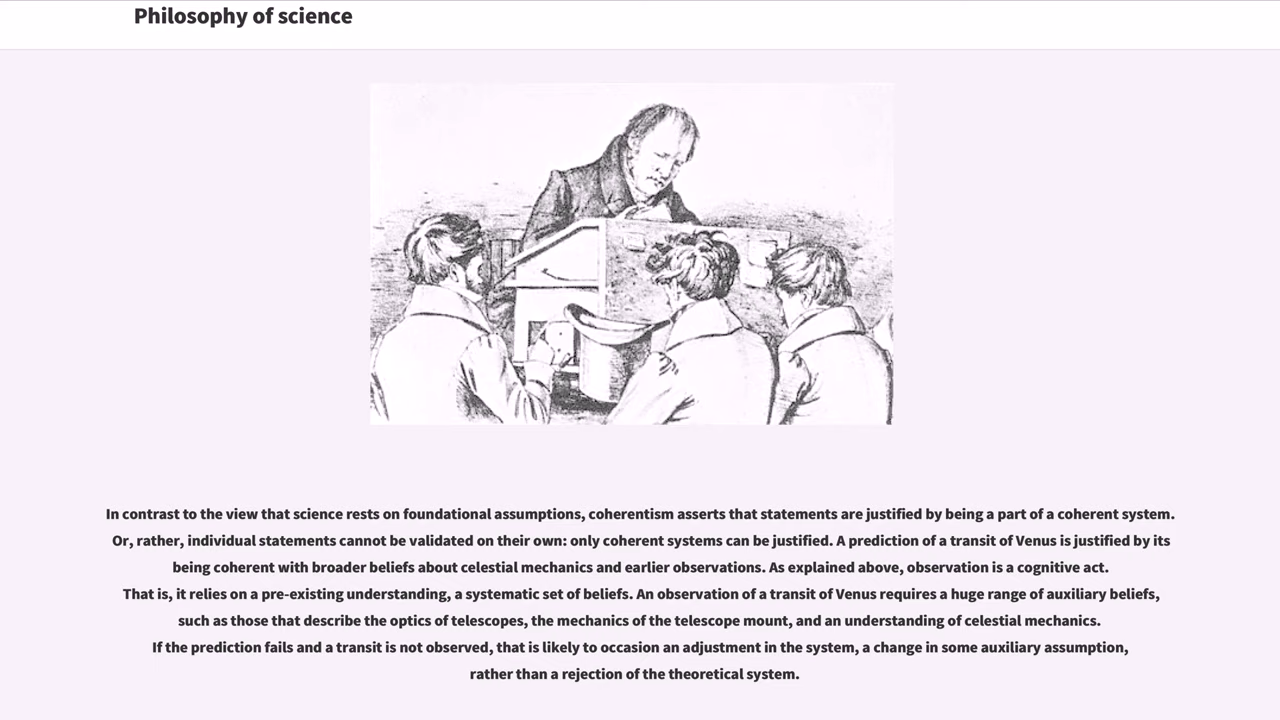 Philosophy of science
In contrast to the view that science rests on foundational assumptions, coherentism asserts that statements are justified by being a part of a coherent system.
Or, rather, individual statements cannot be validated on their own: only coherent systems can be justified. A prediction of a transit of Venus is justified by its
being coherent with broader beliefs about celestial mechanics and earlier observations. As explained above, observation is a cognitive act.
That is, it relies on a pre-existing understanding, a systematic set of beliefs. An observation of a transit of Venus requires a huge range of auxiliary beliefs,
such as those that describe the optics of telescopes, the mechanics of the telescope mount, and an understanding of celestial mechanics.
If the prediction fails and a transit is not observed, that is likely to occasion an adjustment in the system, a change in some auxiliary assumption,
rather than a rejection of the theoretical system.